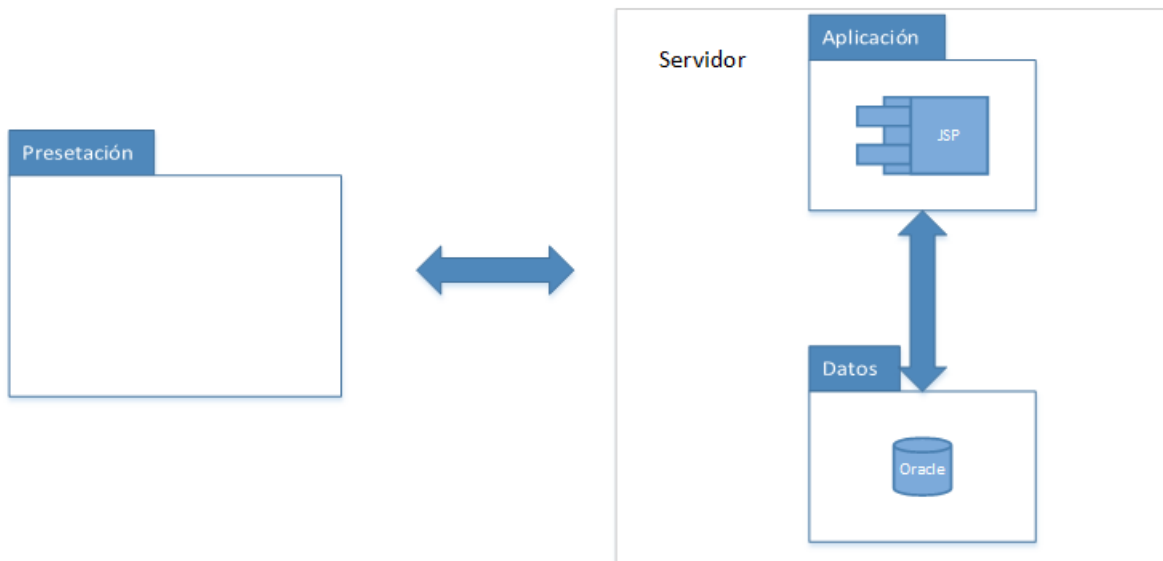 Presetación
Servidor
Aplicación
JSP
Datos
Oracle